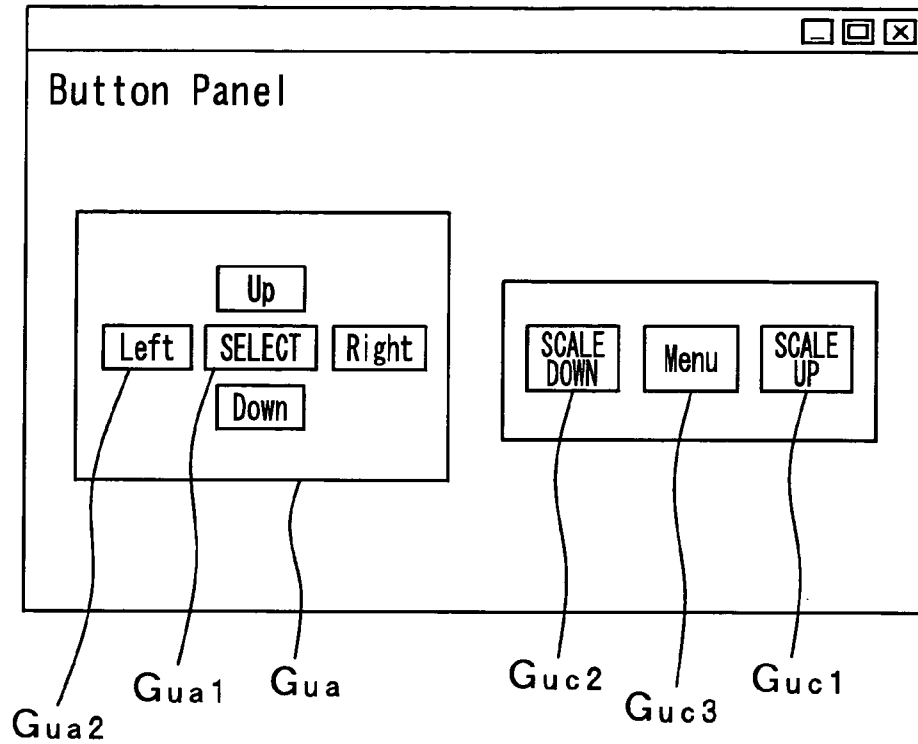 Button Panel
Up
Left SELECT Right
Down
SCALE DOWN
Menu
SCALE UP
Gua2
Gua1
Gua
Guc2
Guc3
Guc1